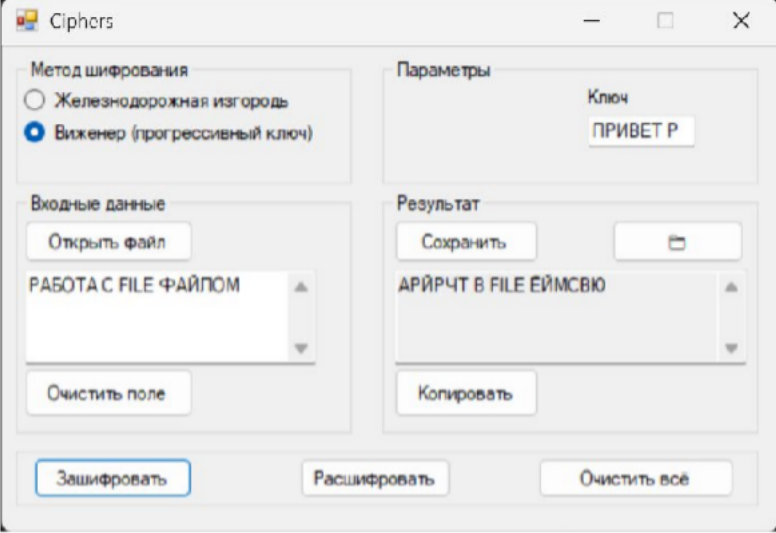 Ciphers
Метод шифрования
Железнодорожная изгородь
Виженер (прогрессивный ключ)
Параметры
Ключ
ПРИВЕТ Р
Входные данные
Открыть файл
РАБОТА С FILE ФАЙЛОМ
Очистить поле
Результат
Сохранить
АРЙРЧТ В FILE ЁЙМСВЮ
Копировать
Зашифровать
Расшифровать
Очистить всё